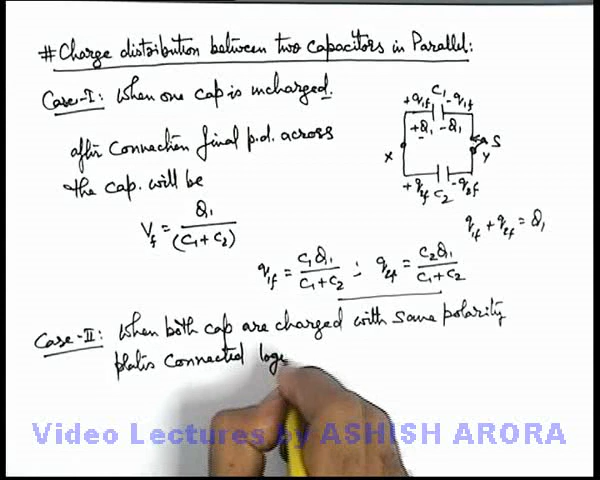 # Charge distribution between two Capacitors in Parallel:
Case-I: When one cap is uncharged.
after Connection final p.d. across
the cap. will be
V_f = Q_1 / (C_1 + C_2)
C_1
+q_1f -q_1f
+Q_1 -Q_1
S
X Y
+q_2f C_2 -q_2f
q_1f + q_2f = Q_1
q_1f = C_1Q_1 / (C_1 + C_2) ; q_2f = C_2Q_1 / (C_1 + C_2)
Case-II: When both cap are charged with same polarity
plates connected toge
Video Lectures by ASHISH ARORA